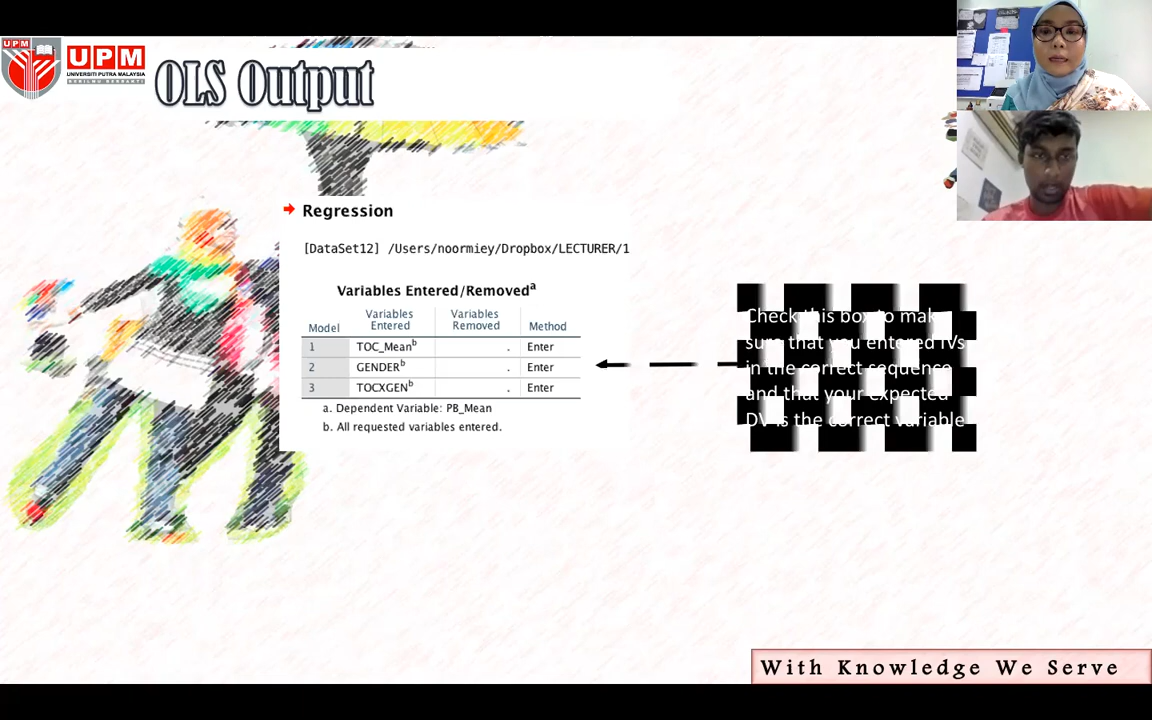 UPM
UPM
UNIVERSITI PUTRA MALAYSIA
BERILMU BERBAKTI
OLS Output
Regression
[DataSet12] /Users/noormiey/Dropbox/LECTURER/1
Variables Entered/Removedᵃ
Model Variables Entered Variables Removed Method
1 TOC_Meanᵇ . Enter
2 GENDERᵇ . Enter
3 TOCXGENᵇ . Enter
a. Dependent Variable: PB_Mean
b. All requested variables entered.
Check this box to make
sure that you entered IVs
in the correct sequence
and that your expected
DV is the correct variable
With Knowledge We Serve